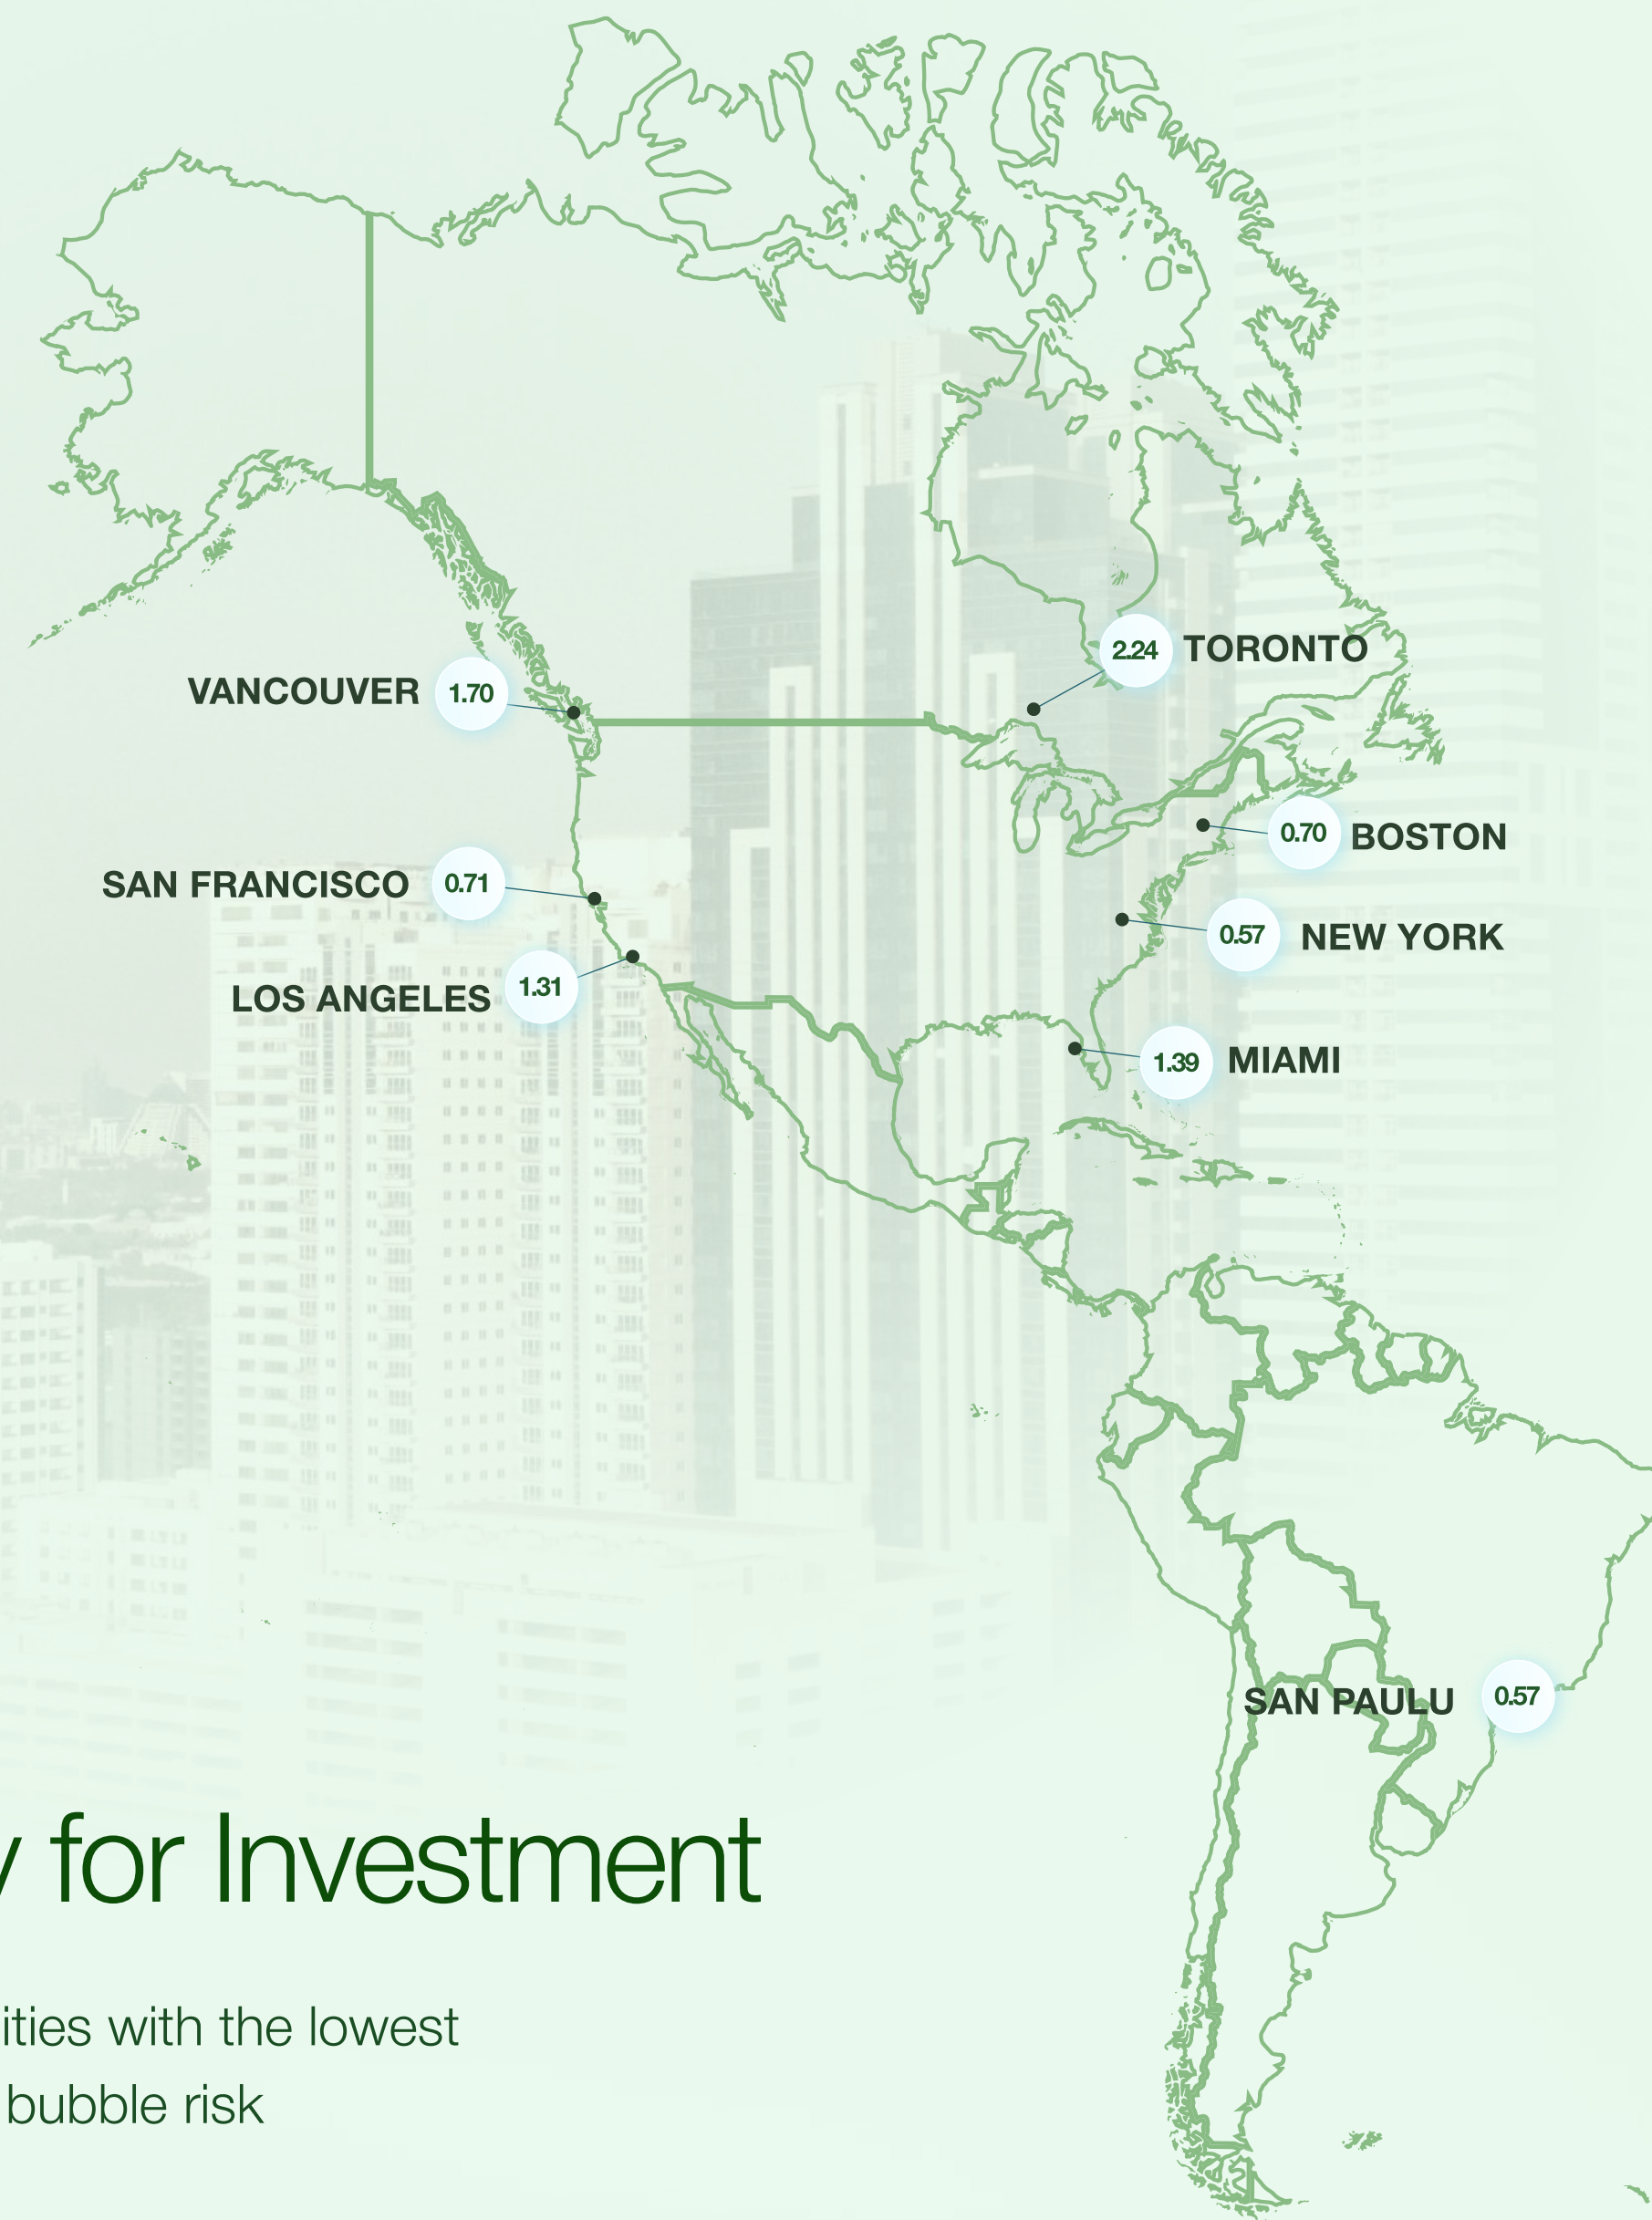 2.24 TORONTO
VANCOUVER 1.70
0.70 BOSTON
SAN FRANCISCO 0.71
0.57 NEW YORK
LOS ANGELES 1.31
1.39 MIAMI
SAN PAULU 0.57
for Investment
with the lowest
bubble risk